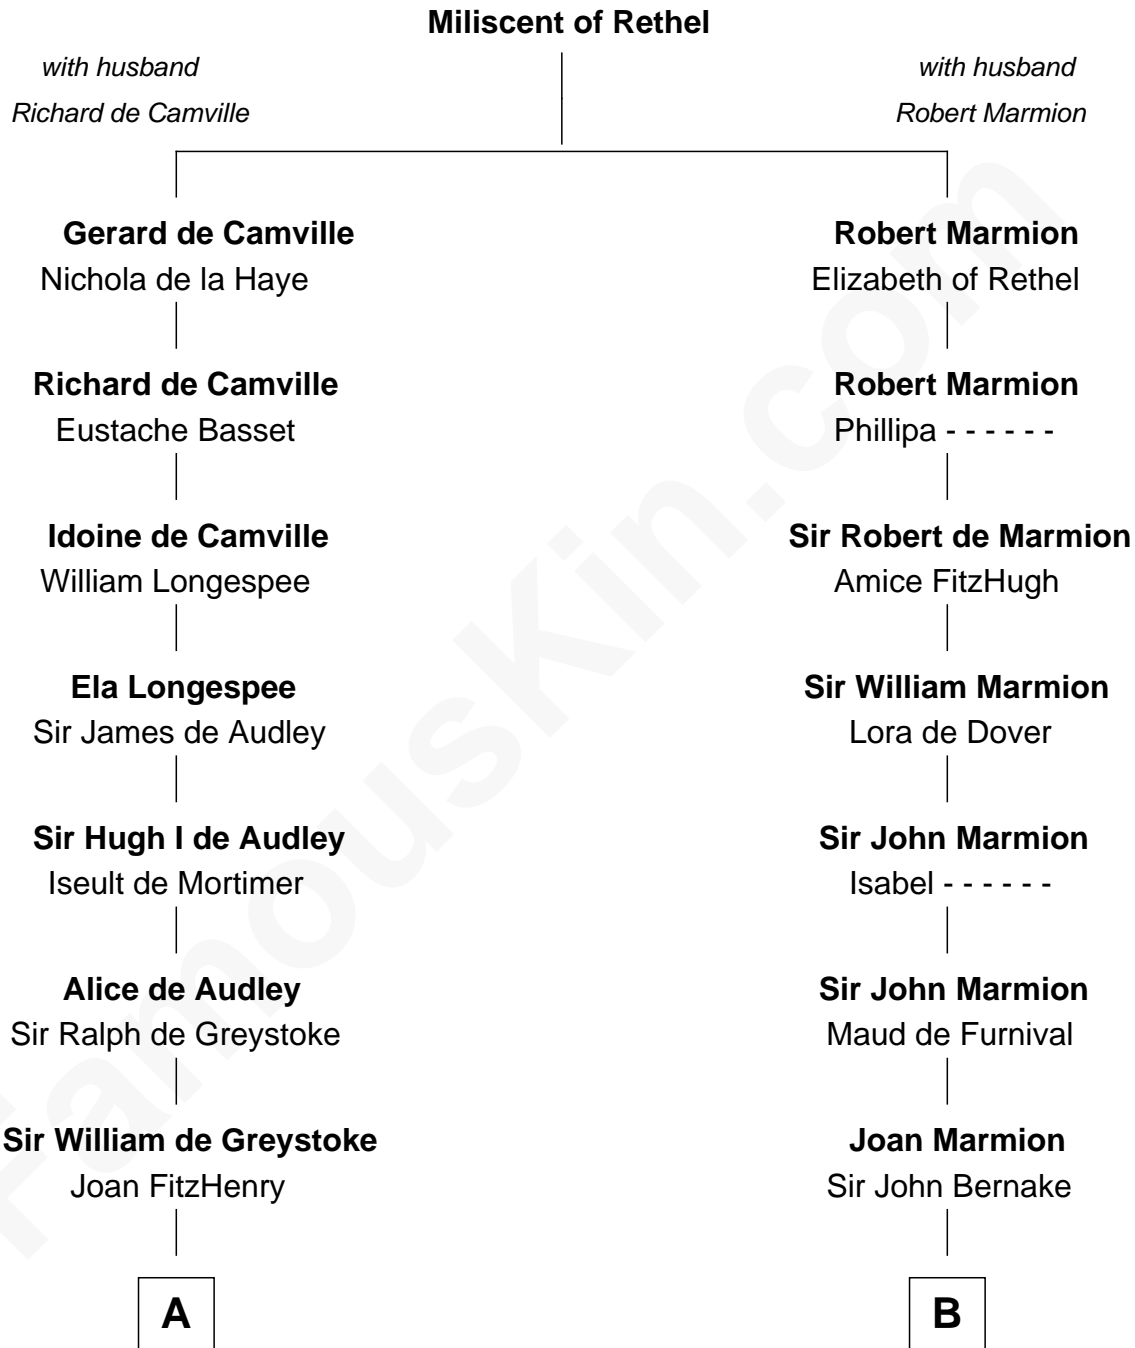 Miliscent of Rethel
with husband
Richard de Camville
with husband
Robert Marmion
Gerard de Camville
Nichola de la Haye
Robert Marmion
Elizabeth of Rethel
Richard de Camville
Eustache Basset
Robert Marmion
Phillipa - - - - - -
Idoine de Camville
William Longespee
Sir Robert de Marmion
Amice FitzHugh
Ela Longespee
Sir James de Audley
Sir William Marmion
Lora de Dover
Sir Hugh I de Audley
Iseult de Mortimer
Sir John Marmion
Isabel - - - - - -
Alice de Audley
Sir Ralph de Greystoke
Sir John Marmion
Maud de Furnival
Sir William de Greystoke
Joan FitzHenry
Joan Marmion
Sir John Bernake
A
B
FamousKin.com